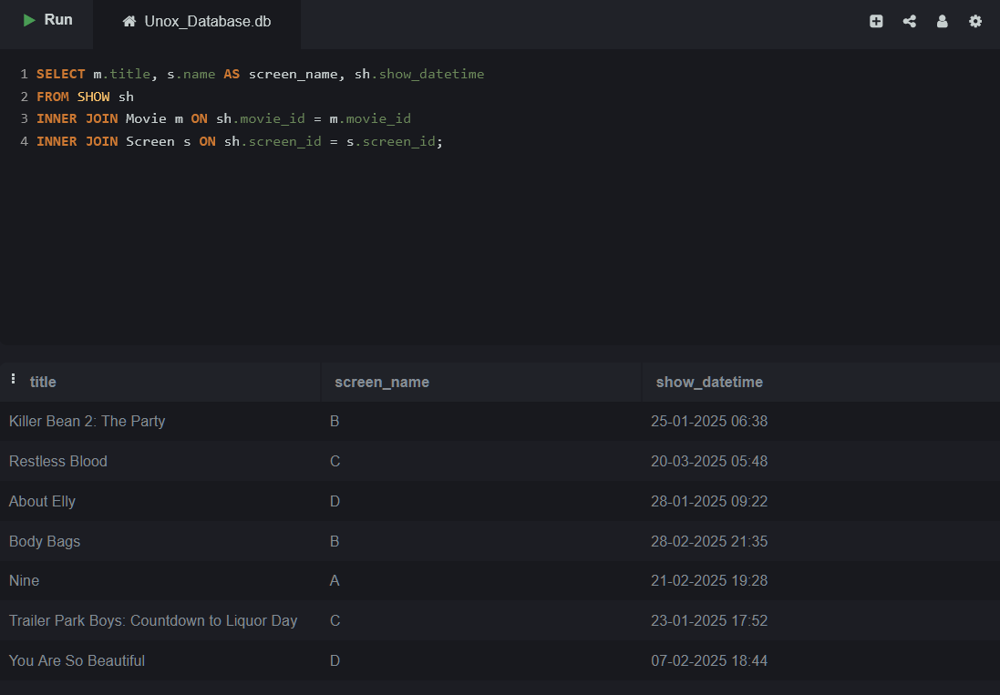 Run Unox_Database.db
1 SELECT m.title, s.name AS screen_name, sh.show_datetime
2 FROM SHOW sh
3 INNER JOIN Movie m ON sh.movie_id = m.movie_id
4 INNER JOIN Screen s ON sh.screen_id = s.screen_id;
title screen_name show_datetime
Killer Bean 2: The Party B 25-01-2025 06:38
Restless Blood C 20-03-2025 05:48
About Elly D 28-01-2025 09:22
Body Bags B 28-02-2025 21:35
Nine A 21-02-2025 19:28
Trailer Park Boys: Countdown to Liquor Day C 23-01-2025 17:52
You Are So Beautiful D 07-02-2025 18:44